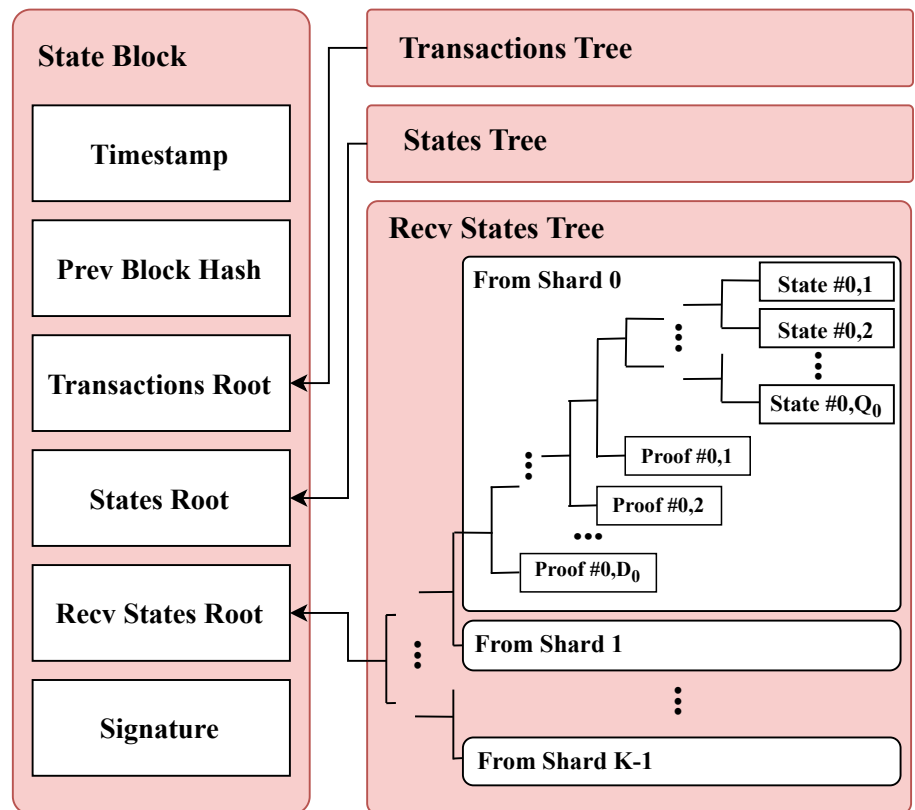 State Block
Timestamp
Prev Block Hash
Transactions Root
States Root
Recv States Root
Signature
Transactions Tree
States Tree
Recv States Tree
From Shard 0
State #0,1
State #0,2
State #0,Q₀
Proof #0,1
Proof #0,2
Proof #0,D₀
From Shard 1
From Shard K-1